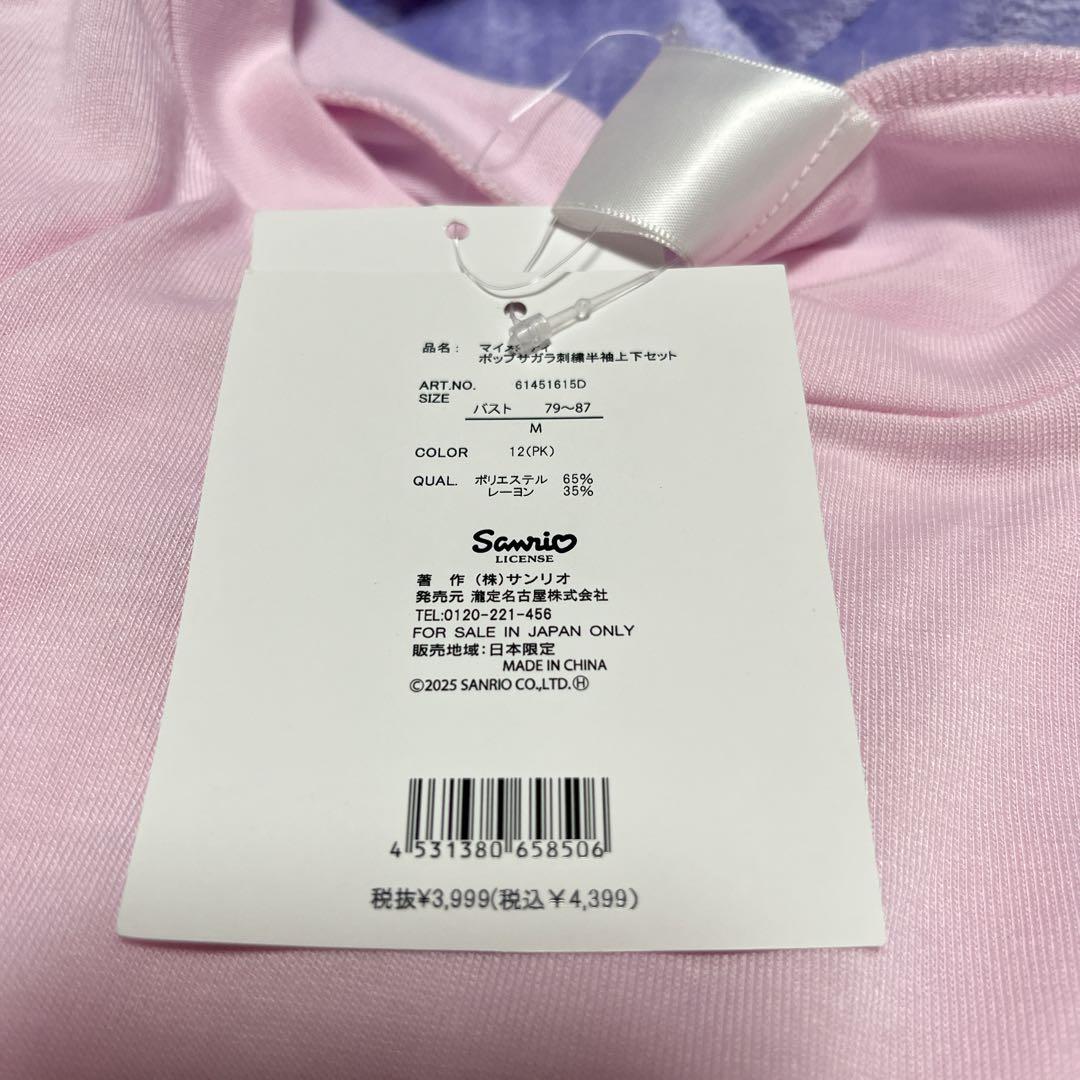 品名：
ポップサガラ刺繍半袖上下セット
ART.NO. 61451615D
SIZE
バスト 79～87
M
COLOR 12(PK)
QUAL. ポリエステル 65%
レーヨン 35%
Sanrio
LICENSE
著 作 (株)サンリオ
発売元 瀧定名古屋株式会社
TEL:0120-221-456
FOR SALE IN JAPAN ONLY
販売地域：日本限定
MADE IN CHINA
©2025 SANRIO CO.,LTD.Ⓗ
4 531380 658506
税抜¥3,999(税込¥4,399)